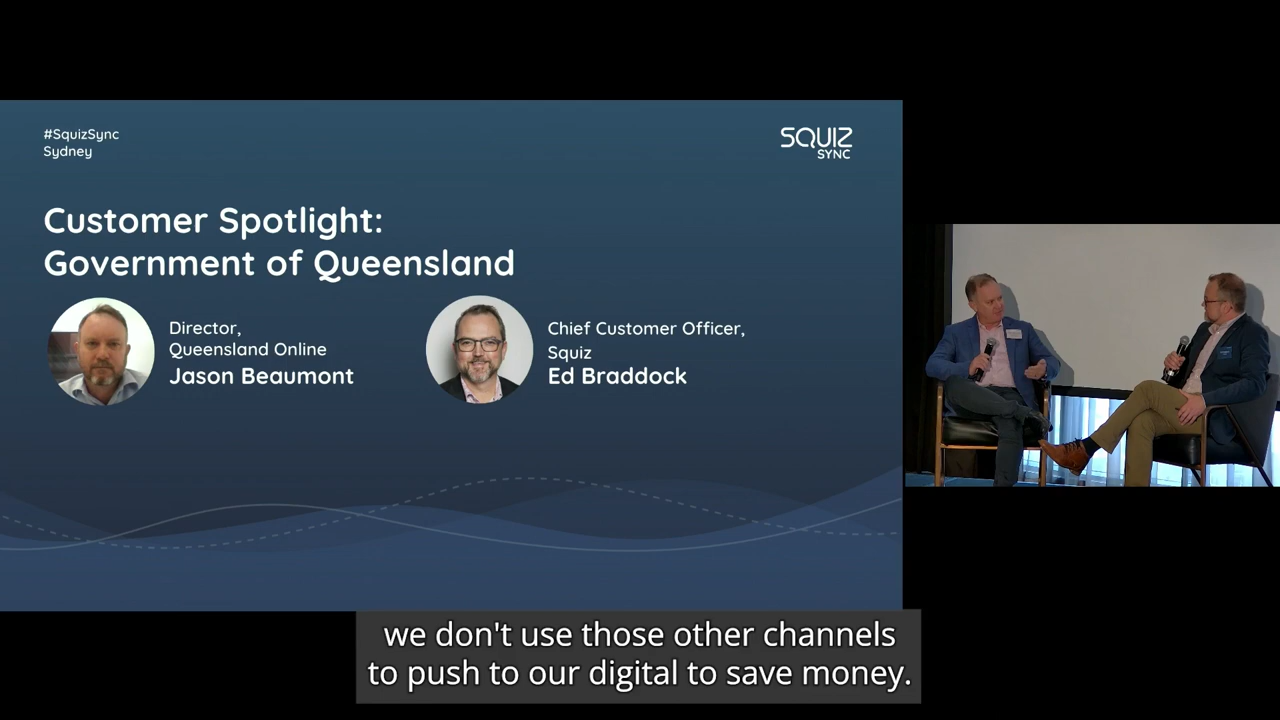 #SquizSync
Sydney
SQUIZ
SYNC
Customer Spotlight:
Government of Queensland
Director,
Queensland Online
Jason Beaumont
Chief Customer Officer,
Squiz
Ed Braddock
we don't use those other channels
to push to our digital to save money.